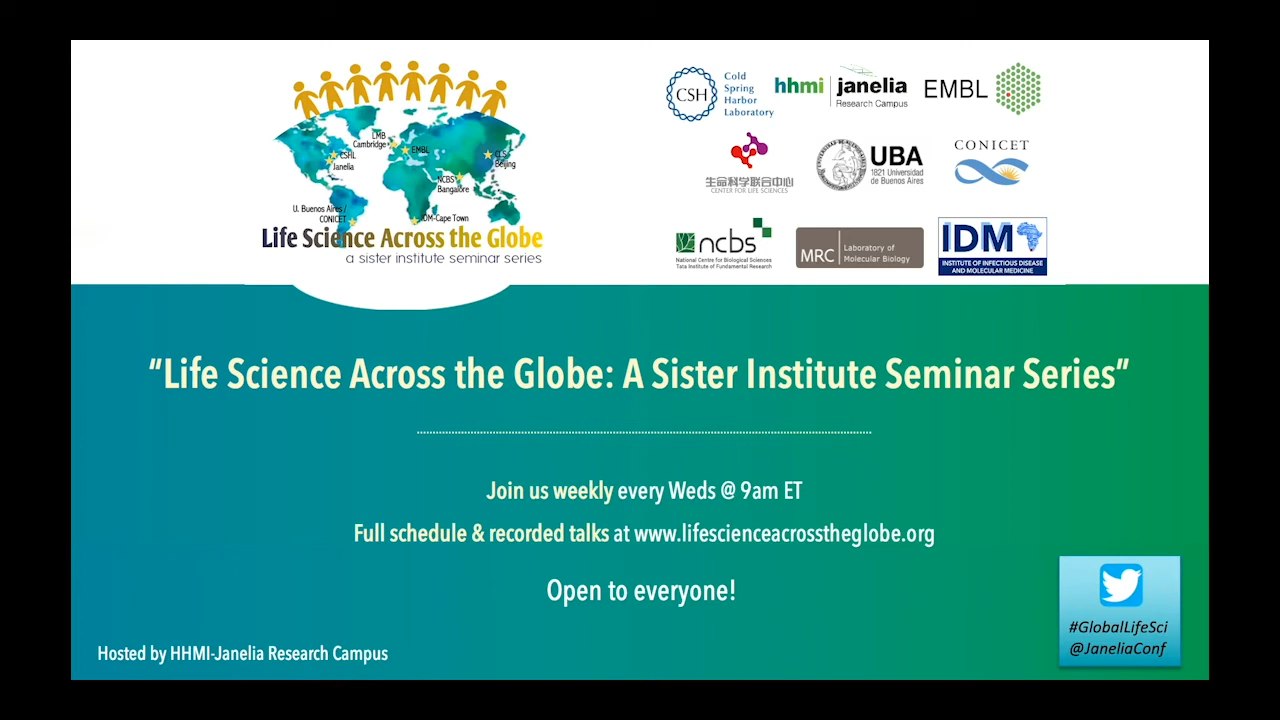 LMB
Cambridge
EMBL
CSHL
Janelia
CLS
Beijing
NCBS
Bangalore
U. Buenos Aires /
CONICET
IDM-Cape Town
Life Science Across the Globe
a sister institute seminar series
CSH
Cold
Spring
Harbor
Laboratory
hhmi janelia
Research Campus
EMBL
生命科学联合中心
CENTER FOR LIFE SCIENCES
UBA
1821 Universidad
de Buenos Aires
CONICET
ncbs
National Centre for Biological Sciences
Tata Institute of Fundamental Research
MRC
Laboratory of
Molecular Biology
IDM
INSTITUTE OF INFECTIOUS DISEASE
AND MOLECULAR MEDICINE
“Life Science Across the Globe: A Sister Institute Seminar Series”
Join us weekly every Weds @ 9am ET
Full schedule & recorded talks at www.lifescienceacrosstheglobe.org
Open to everyone!
#GlobalLifeSci
@JaneliaConf
Hosted by HHMI-Janelia Research Campus